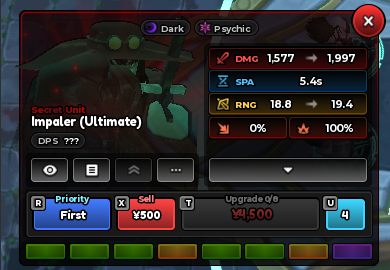 Dark Psychic
DMG 1,577 → 1,997
SPA 5.4s
RNG 18.8 → 19.4
0% 100%
Secret Unit
Impaler (Ultimate)
DPS ???
R Priority
First
X Sell
¥500
T Upgrade 0/8
¥4,500
U
4